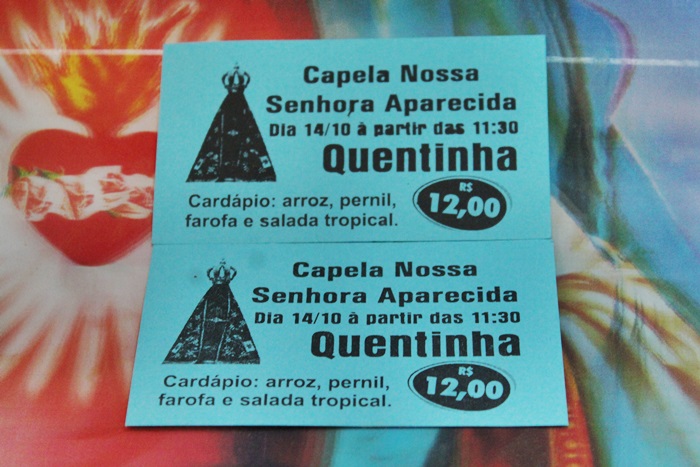 Capela Nossa
Senhora Aparecida
Dia 14/10 à partir das 11:30
Quentinha
Cardápio: arroz, pernil,
farofa e salada tropical.
R$
12,00
Capela Nossa
Senhora Aparecida
Dia 14/10 à partir das 11:30
Quentinha
Cardápio: arroz, pernil,
farofa e salada tropical.
R$
12,00